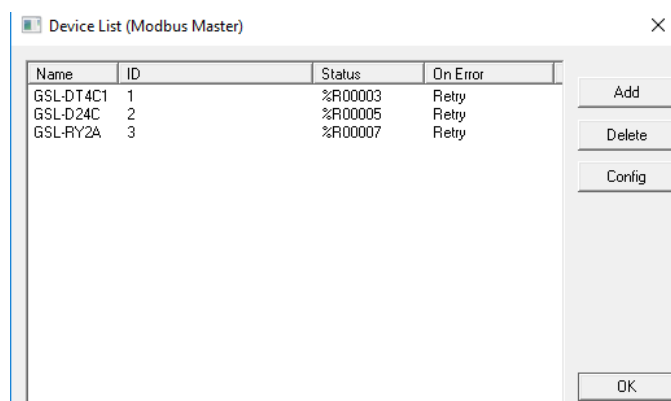 Device List (Modbus Master)
Name ID Status On Error
GSL-DT4C1 1 %R00003 Retry
GSL-D24C 2 %R00005 Retry
GSL-RY2A 3 %R00007 Retry
Add
Delete
Config
OK